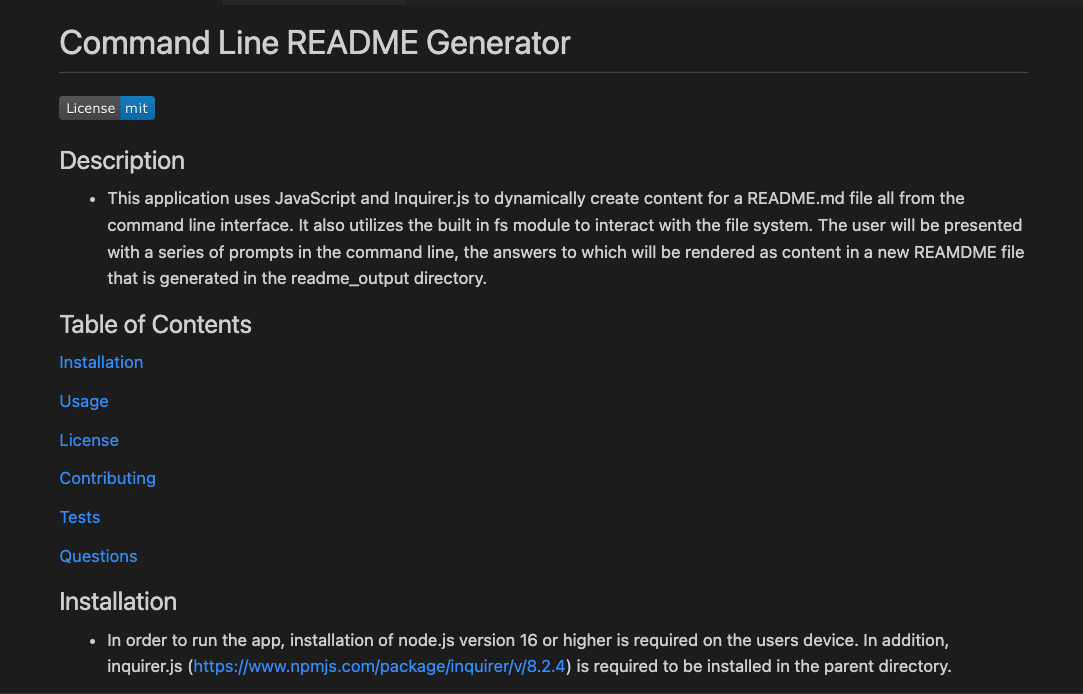 Command Line README Generator
License mit
Description
• This application uses JavaScript and Inquirer.js to dynamically create content for a README.md file all from the
command line interface. It also utilizes the built in fs module to interact with the file system. The user will be presented
with a series of prompts in the command line, the answers to which will be rendered as content in a new REAMDME file
that is generated in the readme_output directory.
Table of Contents
Installation
Usage
License
Contributing
Tests
Questions
Installation
• In order to run the app, installation of node.js version 16 or higher is required on the users device. In addition,
inquirer.js (https://www.npmjs.com/package/inquirer/v/8.2.4) is required to be installed in the parent directory.